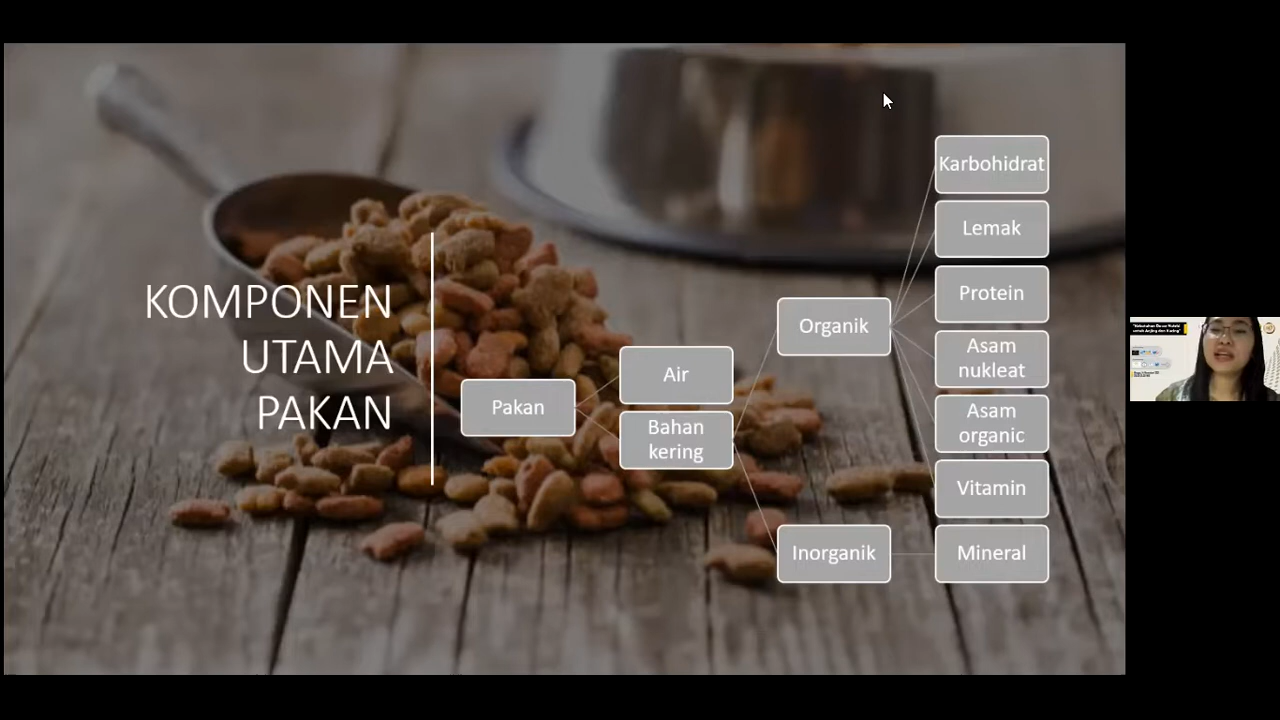 KOMPONEN
UTAMA
PAKAN
Pakan
Air
Bahan
kering
Organik
Inorganik
Karbohidrat
Lemak
Protein
Asam
nukleat
Asam
organic
Vitamin
Mineral